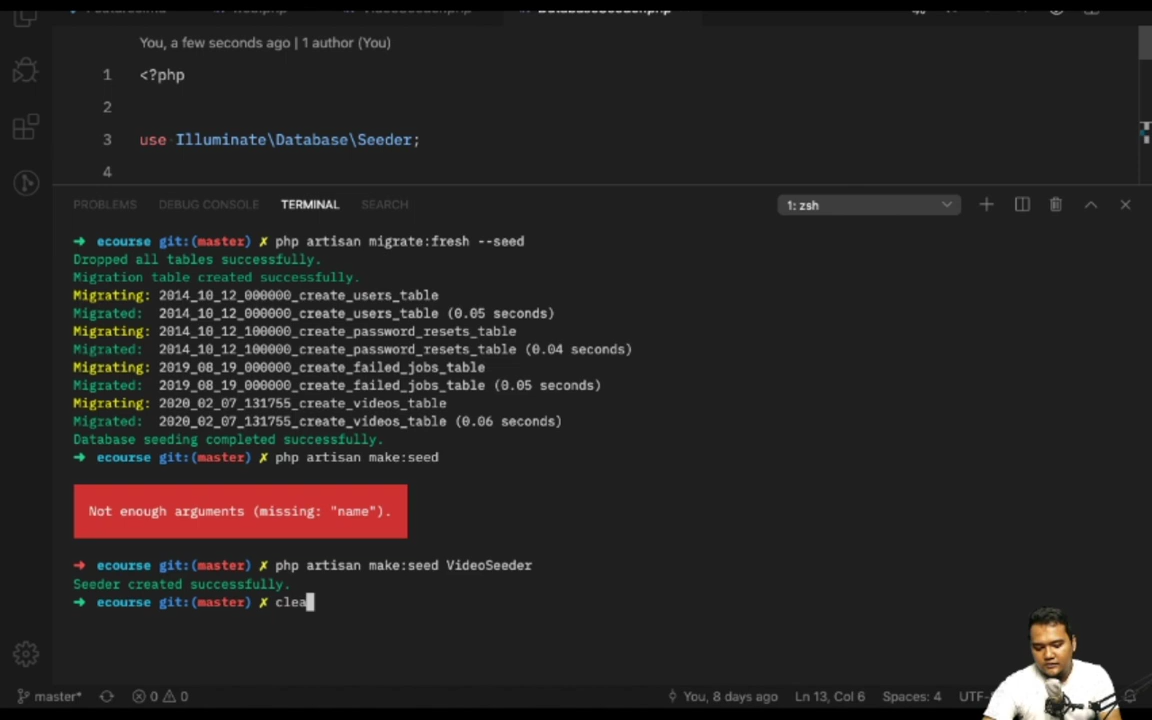 DatabaseSeeder.php
You, a few seconds ago | 1 author (You)
1 <?php
2
3 use Illuminate\Database\Seeder;
4
PROBLEMS DEBUG CONSOLE TERMINAL SEARCH 1: zsh
➜ ecourse git:(master) ✗ php artisan migrate:fresh --seed
Dropped all tables successfully.
Migration table created successfully.
Migrating: 2014_10_12_000000_create_users_table
Migrated: 2014_10_12_000000_create_users_table (0.05 seconds)
Migrating: 2014_10_12_100000_create_password_resets_table
Migrated: 2014_10_12_100000_create_password_resets_table (0.04 seconds)
Migrating: 2019_08_19_000000_create_failed_jobs_table
Migrated: 2019_08_19_000000_create_failed_jobs_table (0.05 seconds)
Migrating: 2020_02_07_131755_create_videos_table
Migrated: 2020_02_07_131755_create_videos_table (0.06 seconds)
Database seeding completed successfully.
➜ ecourse git:(master) ✗ php artisan make:seed
Not enough arguments (missing: "name").
➜ ecourse git:(master) ✗ php artisan make:seed VideoSeeder
Seeder created successfully.
➜ ecourse git:(master) ✗ clea
master* 0 0 You, 8 days ago Ln 13, Col 6 Spaces: 4 UTF-